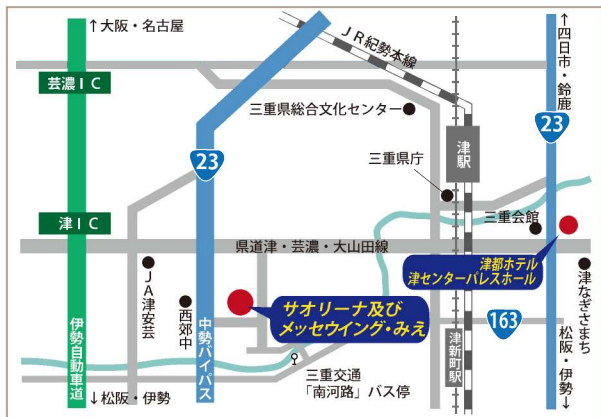 ↑大阪・名古屋
JR紀勢本線
↑四日市・鈴鹿
芸濃IC
三重県総合文化センター
23
津駅
23
三重県庁
津IC
三重会館
県道津・芸濃・大山田線
津都ホテル
津センターパレスホール
JA津安芸
西郊中
サオリーナ及び
メッセウイング・みえ
津なぎさまち
163
伊勢自動車道
中勢バイパス
津新町駅
松阪・伊勢↓
三重交通
「南河路」バス停
↓松阪・伊勢